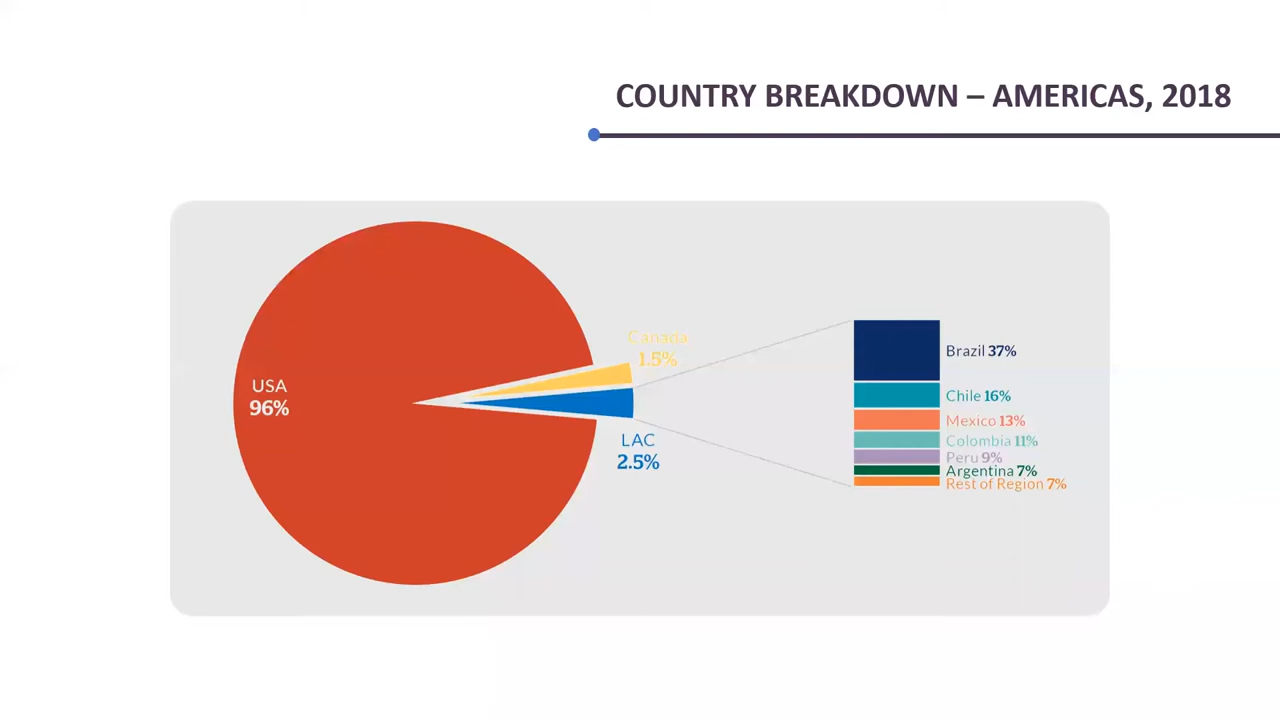 COUNTRY BREAKDOWN – AMERICAS, 2018
Canada
1.5%
USA
96%
LAC
2.5%
Brazil 37%
Chile 16%
Mexico 13%
Colombia 11%
Peru 9%
Argentina 7%
Rest of Region 7%